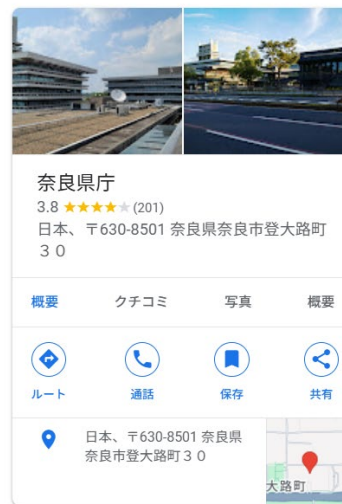 奈良県庁
3.8 ★★★★★ (201)
日本、〒630-8501 奈良県奈良市登大路町
３０
概要 クチコミ 写真 概要
ルート 通話 保存 共有
日本、〒630-8501 奈良県
奈良市登大路町３０
大路町